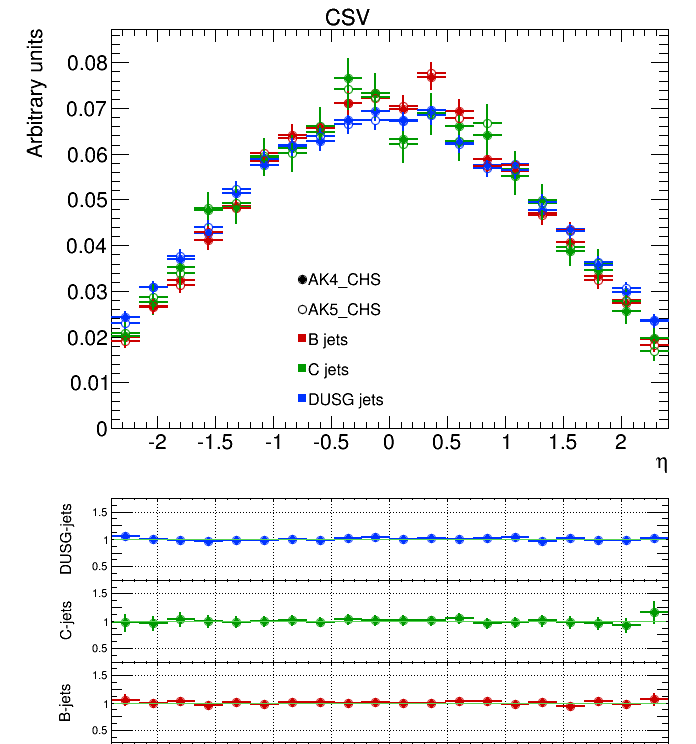 CSV
Arbitrary units
0.08
0.07
0.06
0.05
0.04
0.03
0.02
0.01
0
AK4_CHS
AK5_CHS
B jets
C jets
DUSG jets
-2 -1.5 -1 -0.5 0 0.5 1 1.5 2
η
DUSG-jets
1.5
1
0.5
C-jets
1.5
1
0.5
B-jets
1.5
1
0.5